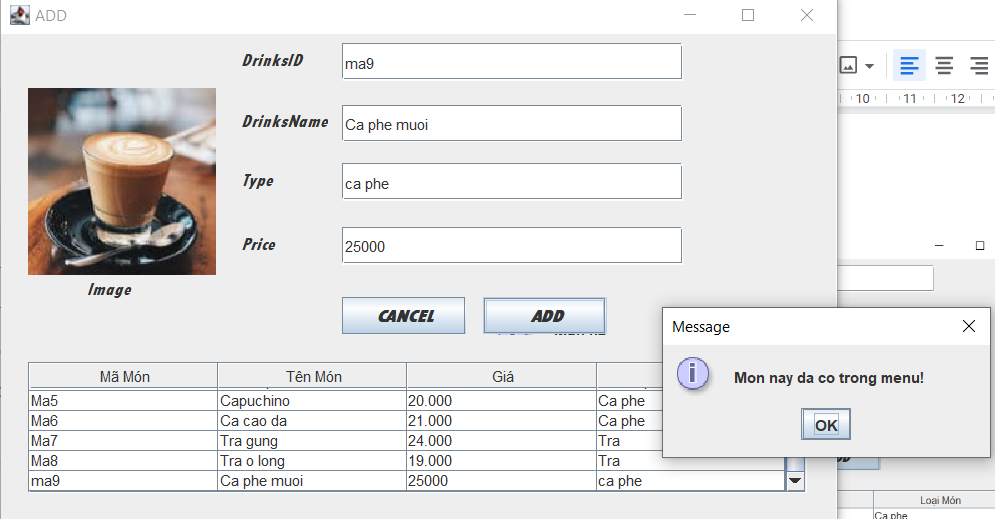 ADD
DrinksID
ma9
DrinksName
Ca phe muoi
Type
ca phe
Price
25000
Image
CANCEL
ADD
10
11
12
Message
Mon nay da co trong menu!
OK
Mã Món Tên Món Giá
Ma5 Capuchino 20.000 Ca phe
Ma6 Ca cao da 21.000 Ca phe
Ma7 Tra gung 24.000 Tra
Ma8 Tra o long 19.000 Tra
ma9 Ca phe muoi 25000 ca phe
Loại Món
Ca phe